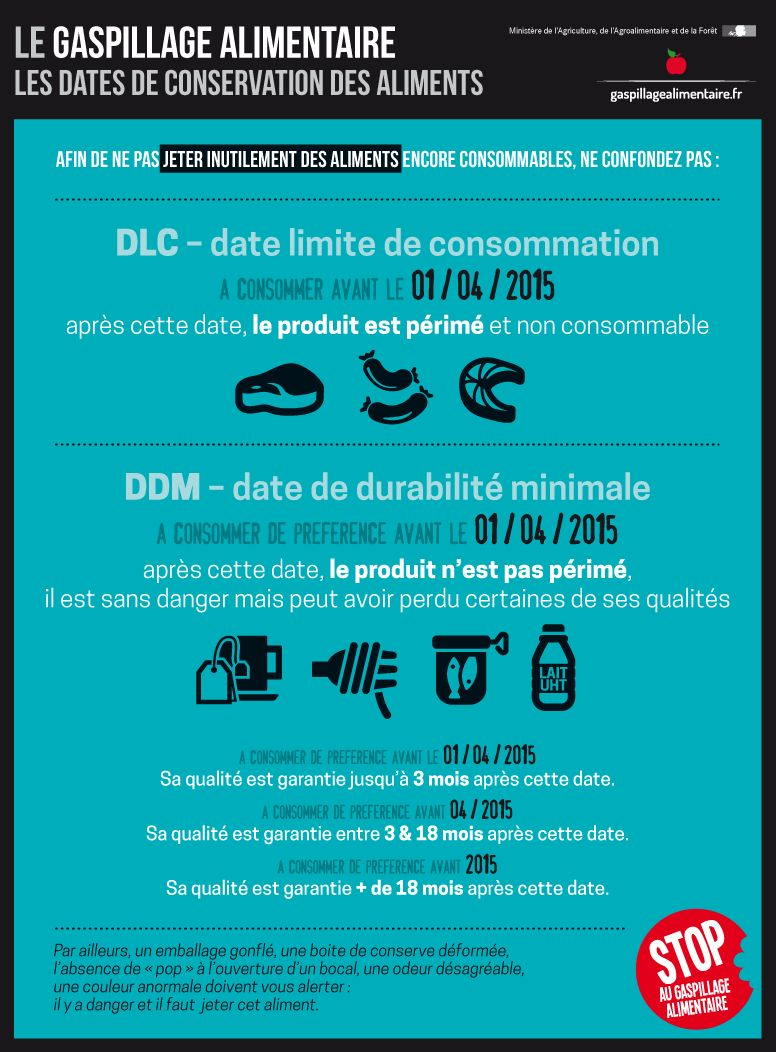 LE GASPILLAGE ALIMENTAIRE
LES DATES DE CONSERVATION DES ALIMENTS
Ministère de l'Agriculture, de l'Agroalimentaire et de la Forêt
gaspillagealimentaire.fr
AFIN DE NE PAS JETER INUTILEMENT DES ALIMENTS ENCORE CONSOMMABLES, NE CONFONDEZ PAS :
DLC – date limite de consommation
A CONSOMMER AVANT LE 01 / 04 / 2015
après cette date, le produit est périmé et non consommable
DDM – date de durabilité minimale
A CONSOMMER DE PREFERENCE AVANT LE 01 / 04 / 2015
après cette date, le produit n'est pas périmé,
il est sans danger mais peut avoir perdu certaines de ses qualités
LAIT
UHT
A CONSOMMER DE PREFERENCE AVANT LE 01 / 04 / 2015
Sa qualité est garantie jusqu'à 3 mois après cette date.
A CONSOMMER DE PREFERENCE AVANT 04 / 2015
Sa qualité est garantie entre 3 & 18 mois après cette date.
A CONSOMMER DE PREFERENCE AVANT 2015
Sa qualité est garantie + de 18 mois après cette date.
Par ailleurs, un emballage gonflé, une boite de conserve déformée,
l'absence de « pop » à l'ouverture d'un bocal, une odeur désagréable,
une couleur anormale doivent vous alerter :
il y a danger et il faut jeter cet aliment.
STOP
AU GASPILLAGE
ALIMENTAIRE